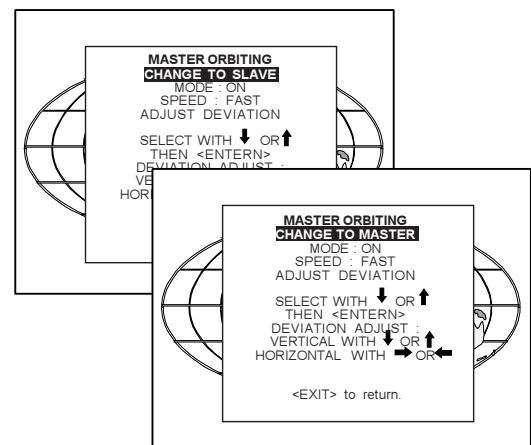 MASTER ORBITING
CHANGE TO SLAVE
MODE : ON
SPEED : FAST
ADJUST DEVIATION
SELECT WITH ⬇ OR ⬆
THEN <ENTERN>
DEVIATION ADJUST :
MASTER ORBITING
CHANGE TO MASTER
MODE : ON
SPEED : FAST
ADJUST DEVIATION
SELECT WITH ⬇ OR ⬆
THEN <ENTERN>
DEVIATION ADJUST :
VERTICAL WITH ⬇ OR ⬆
HORIZONTAL WITH ➡ OR ⬅
<EXIT> to return.